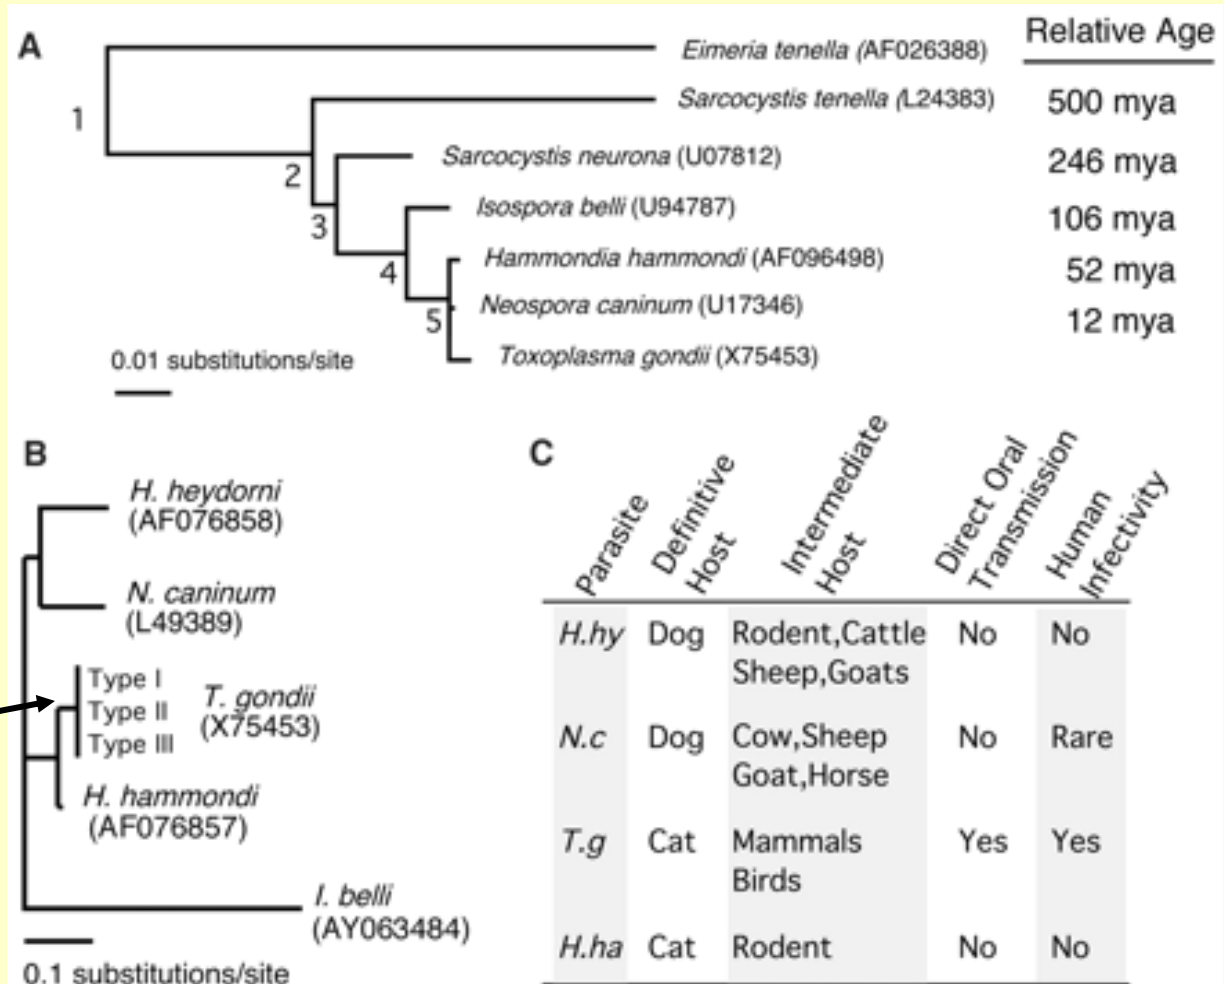 A
Relative Age
Eimeria tenella (AF026388)
Sarcocystis tenella (L24383)
500 mya
1
Sarcocystis neurona (U07812)
246 mya
2
Isospora belli (U94787)
106 mya
3
Hammondia hammondi (AF096498)
52 mya
4
Neospora caninum (U17346)
12 mya
5
Toxoplasma gondii (X75453)
0.01 substitutions/site
B
H. heydorni
(AF076858)
N. caninum
(L49389)
Type I
Type II
Type III
T. gondii
(X75453)
H. hammondi
(AF076857)
I. belli
(AY063484)
0.1 substitutions/site
C
Parasite
Definitive
Host
Intermediate
Host
Direct Oral
Transmission
Human
Infectivity
H.hy Dog Rodent,Cattle No No
Sheep,Goats
N.c Dog Cow,Sheep No Rare
Goat,Horse
T.g Cat Mammals Yes Yes
Birds
H.ha Cat Rodent No No